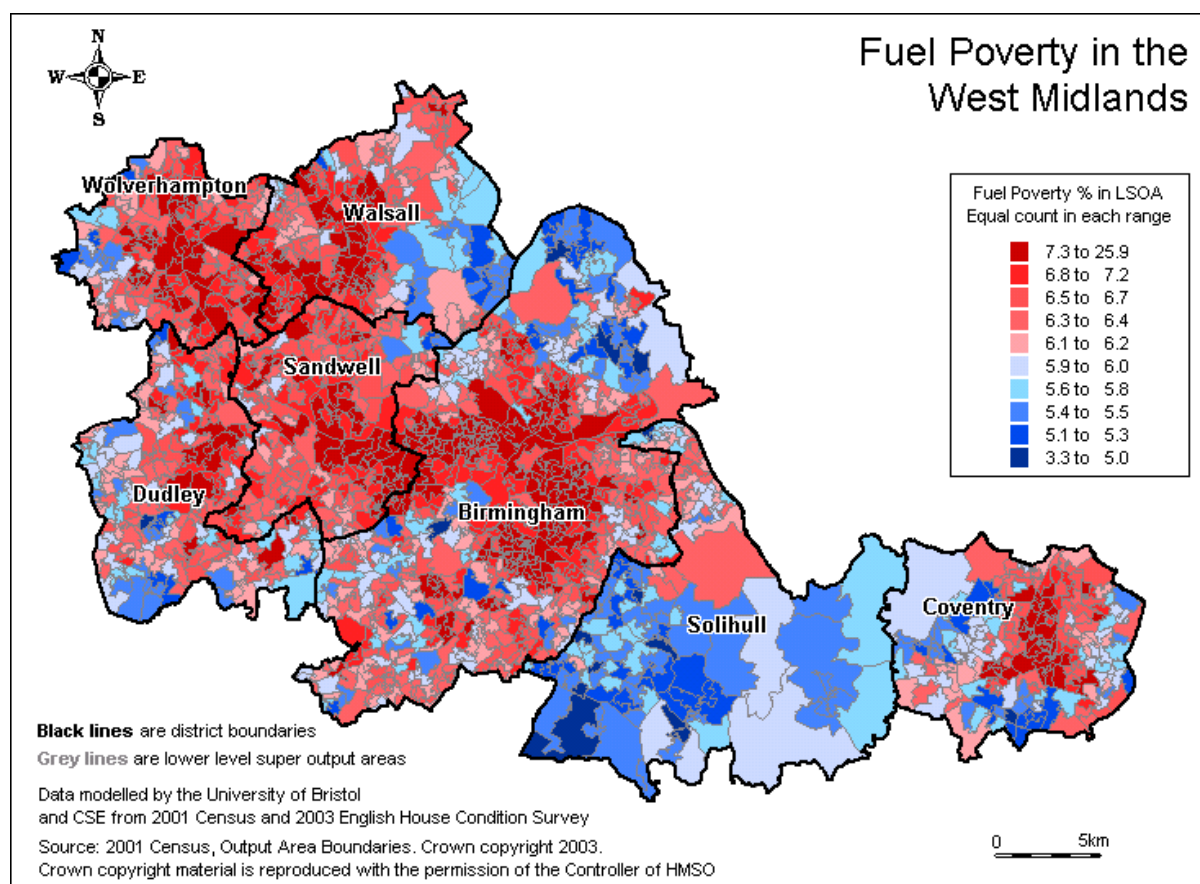 N
W E
S
Fuel Poverty in the
West Midlands
Fuel Poverty % in LSOA
Equal count in each range
7.3 to 25.9
6.8 to 7.2
6.5 to 6.7
6.3 to 6.4
6.1 to 6.2
5.9 to 6.0
5.6 to 5.8
5.4 to 5.5
5.1 to 5.3
3.3 to 5.0
Wolverhampton
Walsall
Sandwell
Dudley
Birmingham
Solihull
Coventry
Black lines are district boundaries
Grey lines are lower level super output areas
Data modelled by the University of Bristol
and CSE from 2001 Census and 2003 English House Condition Survey
Source: 2001 Census, Output Area Boundaries. Crown copyright 2003.
Crown copyright material is reproduced with the permission of the Controller of HMSO
0 5km